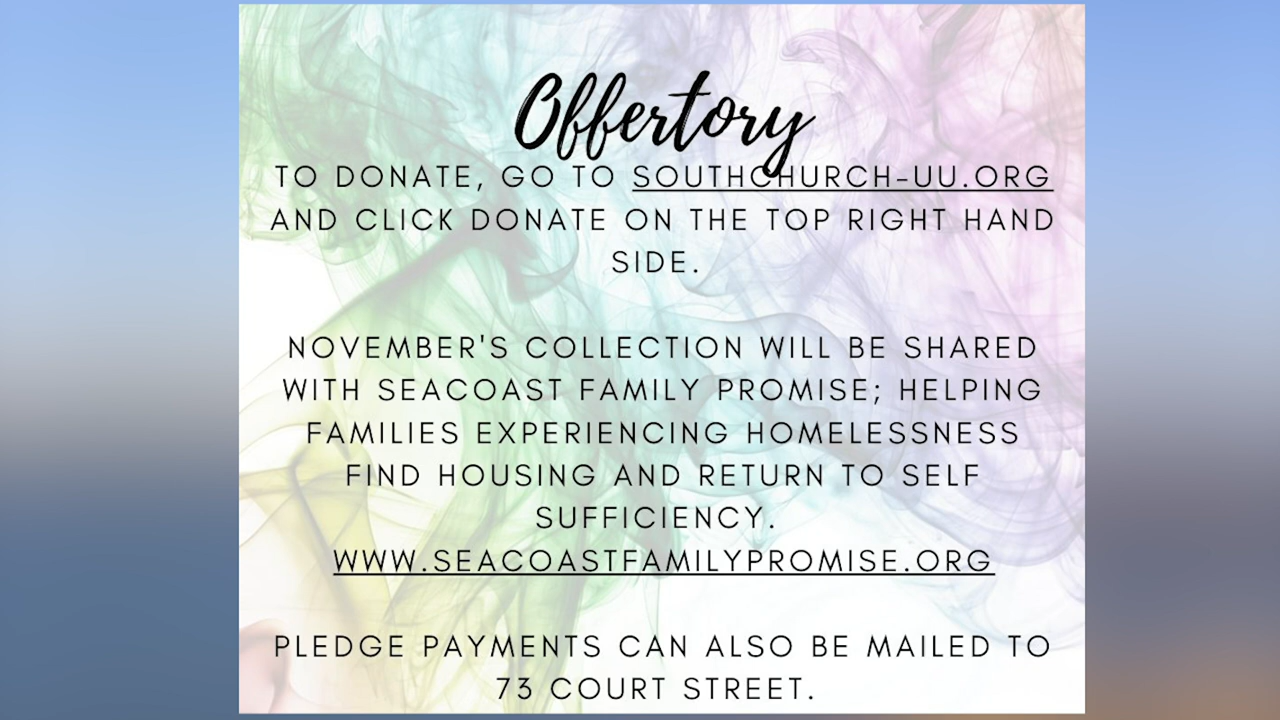 Offertory
TO DONATE, GO TO SOUTHCHURCH-UU.ORG
AND CLICK DONATE ON THE TOP RIGHT HAND
SIDE.
NOVEMBER'S COLLECTION WILL BE SHARED
WITH SEACOAST FAMILY PROMISE; HELPING
FAMILIES EXPERIENCING HOMELESSNESS
FIND HOUSING AND RETURN TO SELF
SUFFICIENCY.
WWW.SEACOASTFAMILYPROMISE.ORG
PLEDGE PAYMENTS CAN ALSO BE MAILED TO
73 COURT STREET.